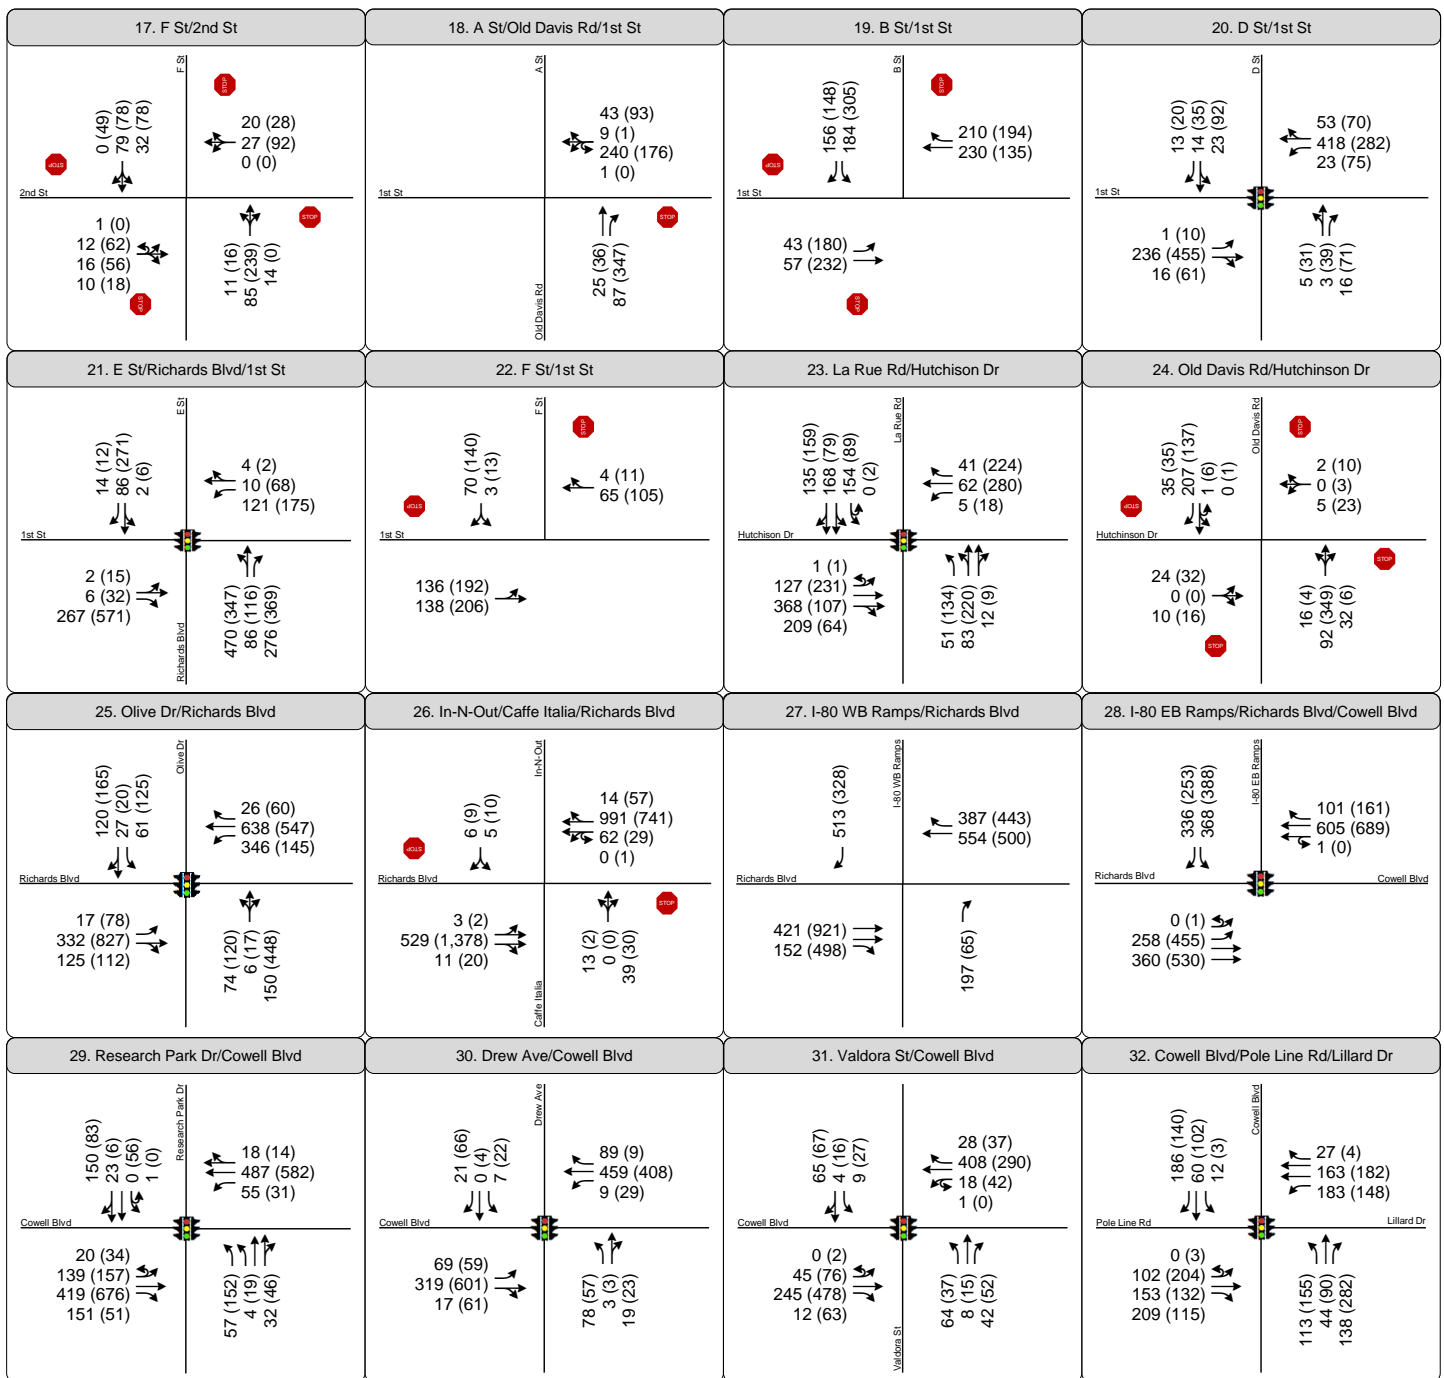 17. F St/2nd St
F St
STOP
0 (49)
79 (78)
32 (78)
20 (28)
27 (92)
0 (0)
STOP
2nd St
STOP
1 (0)
12 (62)
16 (56)
10 (18)
11 (16)
85 (239)
14 (0)
STOP
18. A St/Old Davis Rd/1st St
A St
43 (93)
9 (1)
240 (176)
1 (0)
1st St
STOP
25 (36)
87 (347)
Old Davis Rd
19. B St/1st St
B St
STOP
156 (148)
184 (305)
210 (194)
230 (135)
STOP
1st St
43 (180)
57 (232)
STOP
20. D St/1st St
D St
13 (20)
14 (35)
23 (92)
53 (70)
418 (282)
23 (75)
1st St
1 (10)
236 (455)
16 (61)
5 (31)
3 (39)
16 (71)
21. E St/Richards Blvd/1st St
E St
14 (12)
86 (271)
2 (6)
4 (2)
10 (68)
121 (175)
1st St
2 (15)
6 (32)
267 (571)
470 (347)
86 (116)
276 (369)
Richards Blvd
22. F St/1st St
F St
STOP
70 (140)
3 (13)
4 (11)
65 (105)
STOP
1st St
136 (192)
138 (206)
23. La Rue Rd/Hutchison Dr
La Rue Rd
135 (159)
168 (79)
154 (89)
0 (2)
41 (224)
62 (280)
5 (18)
Hutchison Dr
1 (1)
127 (231)
368 (107)
209 (64)
51 (134)
83 (220)
12 (9)
24. Old Davis Rd/Hutchinson Dr
Old Davis Rd
STOP
35 (35)
207 (137)
1 (6)
0 (1)
2 (10)
0 (3)
5 (23)
STOP
Hutchinson Dr
STOP
24 (32)
0 (0)
10 (16)
16 (4)
92 (349)
32 (6)
STOP
25. Olive Dr/Richards Blvd
Olive Dr
120 (165)
27 (20)
61 (125)
26 (60)
638 (547)
346 (145)
Richards Blvd
17 (78)
332 (827)
125 (112)
74 (120)
6 (17)
150 (448)
26. In-N-Out/Caffe Italia/Richards Blvd
In-N-Out
6 (9)
5 (10)
14 (57)
991 (741)
62 (29)
0 (1)
STOP
Richards Blvd
STOP
3 (2)
529 (1,378)
11 (20)
13 (2)
0 (0)
39 (30)
Caffe Italia
27. I-80 WB Ramps/Richards Blvd
I-80 WB Ramps
513 (328)
387 (443)
554 (500)
Richards Blvd
421 (921)
152 (498)
197 (65)
28. I-80 EB Ramps/Richards Blvd/Cowell Blvd
I-80 EB Ramps
336 (253)
368 (388)
101 (161)
605 (689)
1 (0)
Richards Blvd
Cowell Blvd
0 (1)
258 (455)
360 (530)
29. Research Park Dr/Cowell Blvd
Research Park Dr
150 (83)
23 (6)
0 (56)
1 (0)
18 (14)
487 (582)
55 (31)
Cowell Blvd
20 (34)
139 (157)
419 (676)
151 (51)
57 (152)
4 (19)
32 (46)
30. Drew Ave/Cowell Blvd
Drew Ave
21 (66)
0 (4)
7 (22)
89 (9)
459 (408)
9 (29)
Cowell Blvd
69 (59)
319 (601)
17 (61)
78 (57)
3 (3)
19 (23)
31. Valdora St/Cowell Blvd
65 (67)
4 (16)
9 (27)
28 (37)
408 (290)
18 (42)
1 (0)
Cowell Blvd
0 (2)
45 (76)
245 (478)
12 (63)
64 (37)
8 (15)
42 (52)
Valdora St
32. Cowell Blvd/Pole Line Rd/Lillard Dr
Cowell Blvd
186 (140)
60 (102)
12 (3)
27 (4)
163 (182)
183 (148)
Pole Line Rd
Lillard Dr
0 (3)
102 (204)
153 (132)
209 (115)
113 (155)
44 (90)
138 (282)